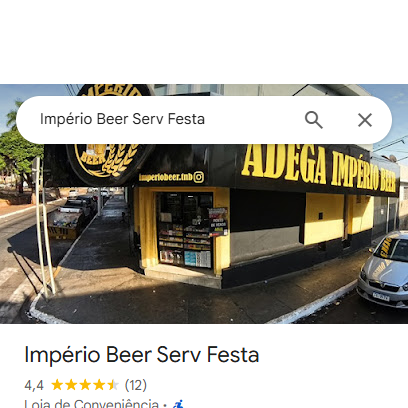 Império Beer Serv Festa
IMPÉRIO
BEER
imperiobeer.fnb
ADEGA IMPÉRIO BEER
Império Beer Serv Festa
4,4 (12)
Loja de Conveniência ·